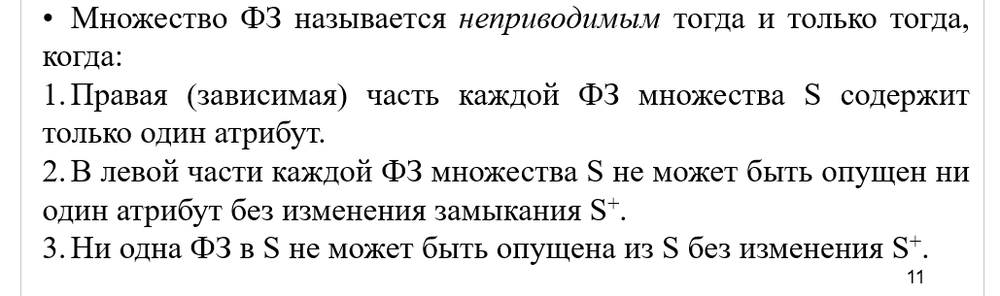 • Множество ФЗ называется неприводимым тогда и только тогда,
когда:
1. Правая (зависимая) часть каждой ФЗ множества S содержит
только один атрибут.
2. В левой части каждой ФЗ множества S не может быть опущен ни
один атрибут без изменения замыкания S⁺.
3. Ни одна ФЗ в S не может быть опущена из S без изменения S⁺.
11